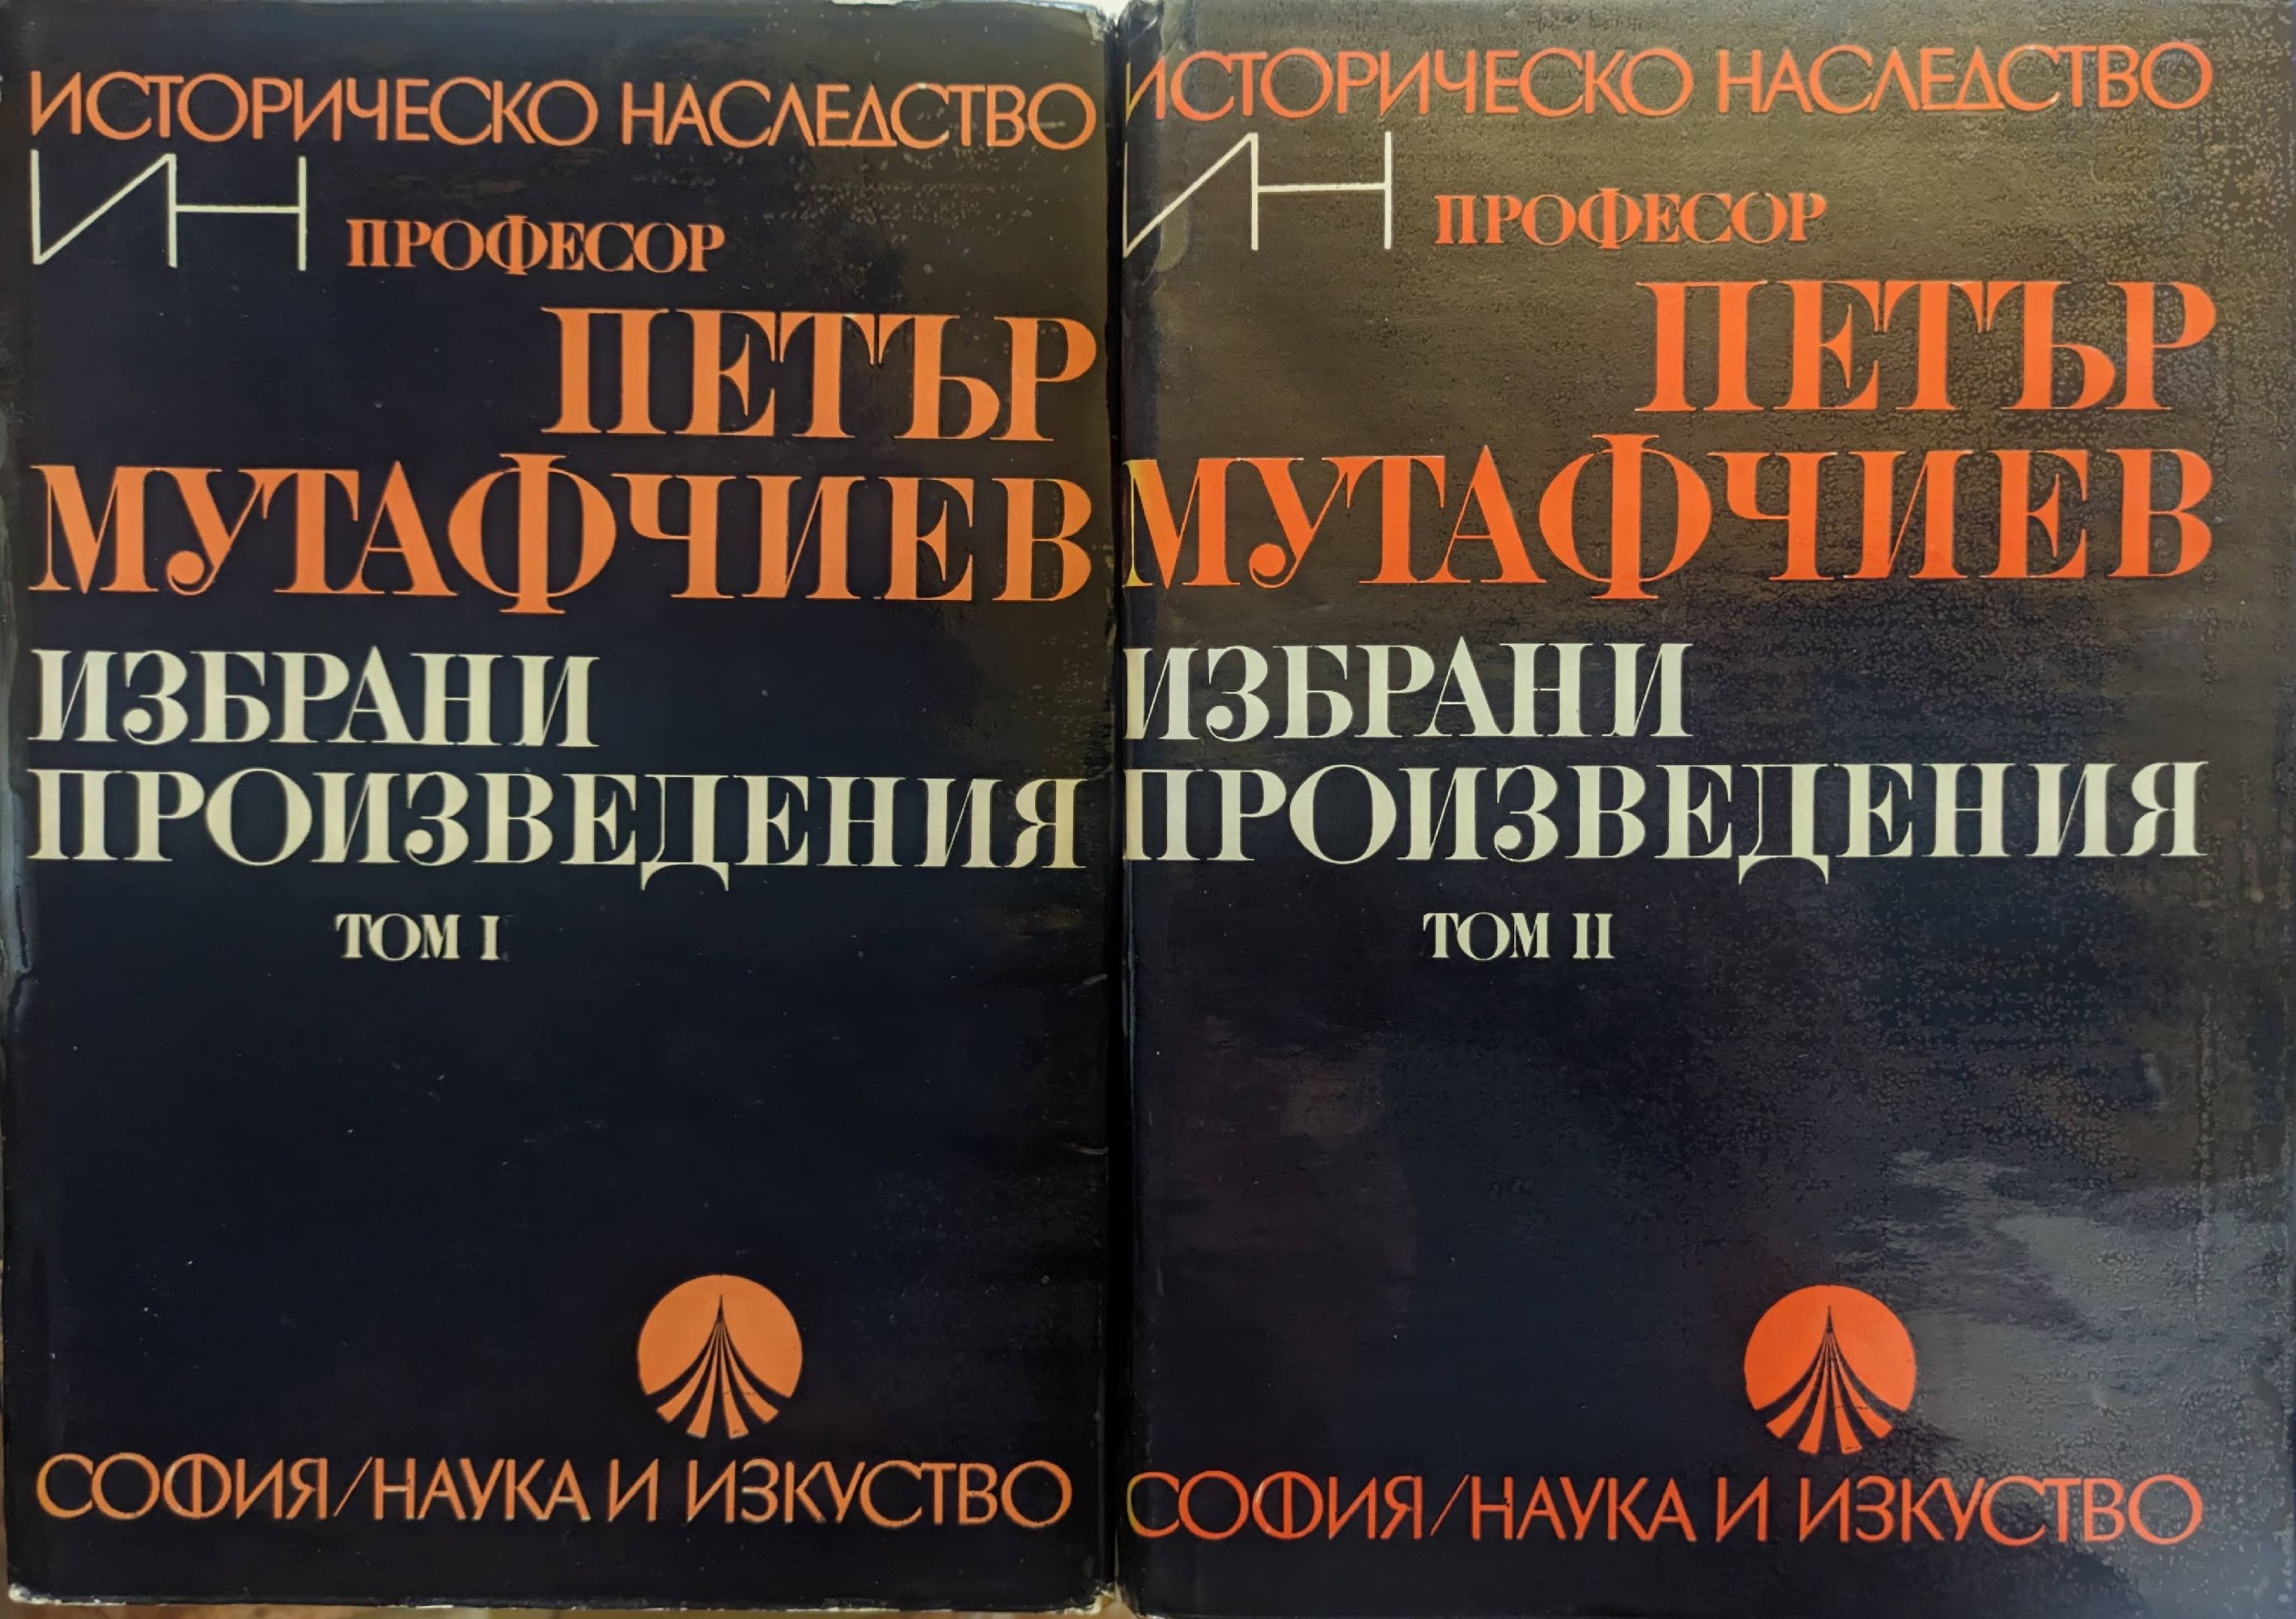 ИСТОРИЧЕСКО НАСЛЕДСТВО
ИН
ПРОФЕСОР
ПЕТЪР
МУТАФЧИЕВ
ИЗБРАНИ
ПРОИЗВЕДЕНИЯ
ТОМ I
СОФИЯ/НАУКА И ИЗКУСТВО
ИСТОРИЧЕСКО НАСЛЕДСТВО
ИН
ПРОФЕСОР
ПЕТЪР
МУТАФЧИЕВ
ИЗБРАНИ
ПРОИЗВЕДЕНИЯ
ТОМ II
СОФИЯ/НАУКА И ИЗКУСТВО